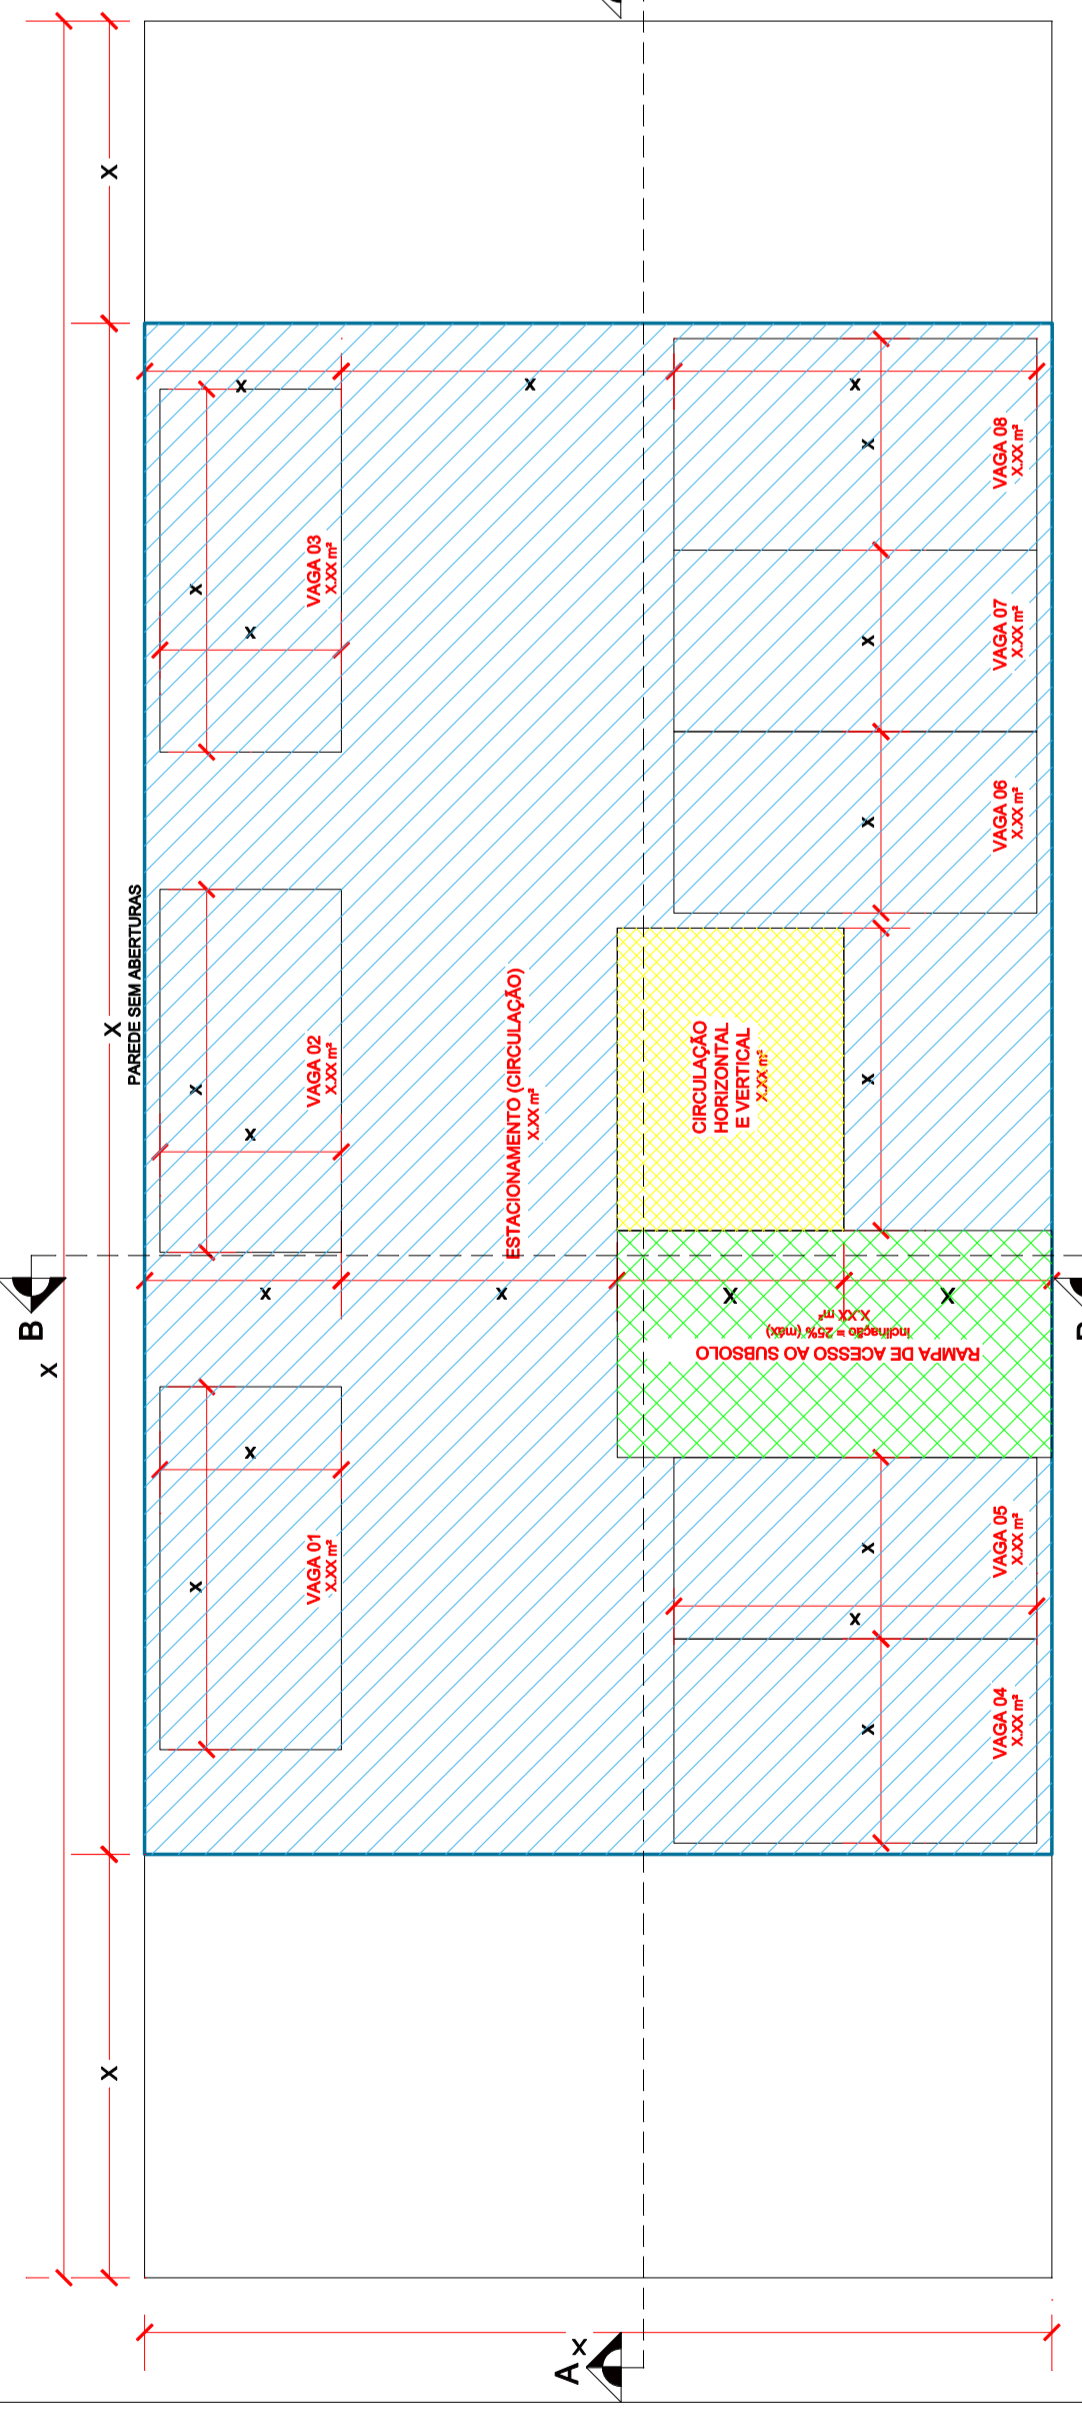 X
X
PAREDE SEM ABERTURAS
X
B
X
X
A
X
VAGA 03
X.XX m²
X
X
X
VAGA 02
X.XX m²
X
X
VAGA 01
X.XX m²
X
X
X
X
ESTACIONAMENTO (CIRCULAÇÃO)
X.XX m²
X
X
CIRCULAÇÃO
HORIZONTAL
E VERTICAL
X.XX m²
X
RAMPA DE ACESSO AO SUBSOLO
inclinação = 25% (máx)
X.XX m²
X
X
VAGA 08
X.XX m²
X
X
VAGA 07
X.XX m²
X
VAGA 06
X.XX m²
X
VAGA 05
X.XX m²
X
X
VAGA 04
X.XX m²
X